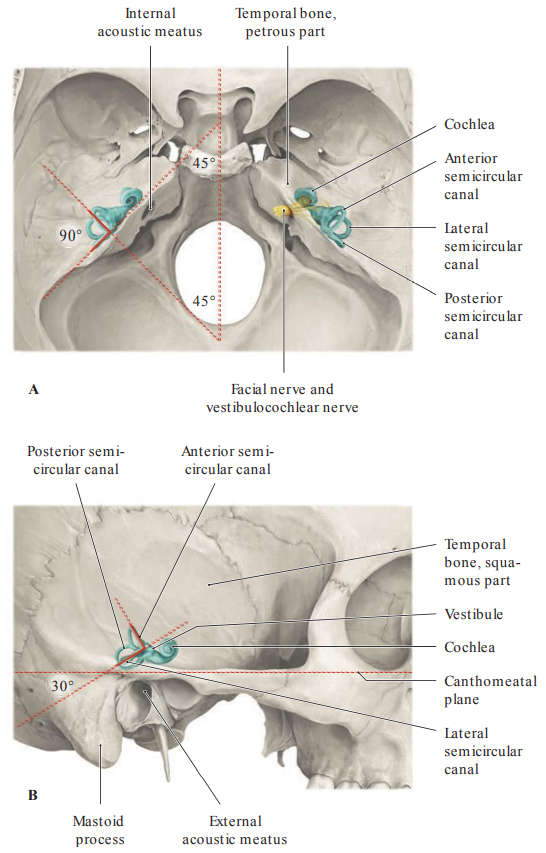 Internal
acoustic meatus
Temporal bone,
petrous part
Cochlea
Anterior
semicircular
canal
Lateral
semicircular
canal
Posterior
semicircular
canal
45°
90°
45°
A
Facial nerve and
vestibulocochlear nerve
Posterior semi-
circular canal
Anterior semi-
circular canal
Temporal
bone, squa-
mous part
Vestibule
Cochlea
Canthomeatal
plane
Lateral
semicircular
canal
30°
B
Mastoid
process
External
acoustic meatus